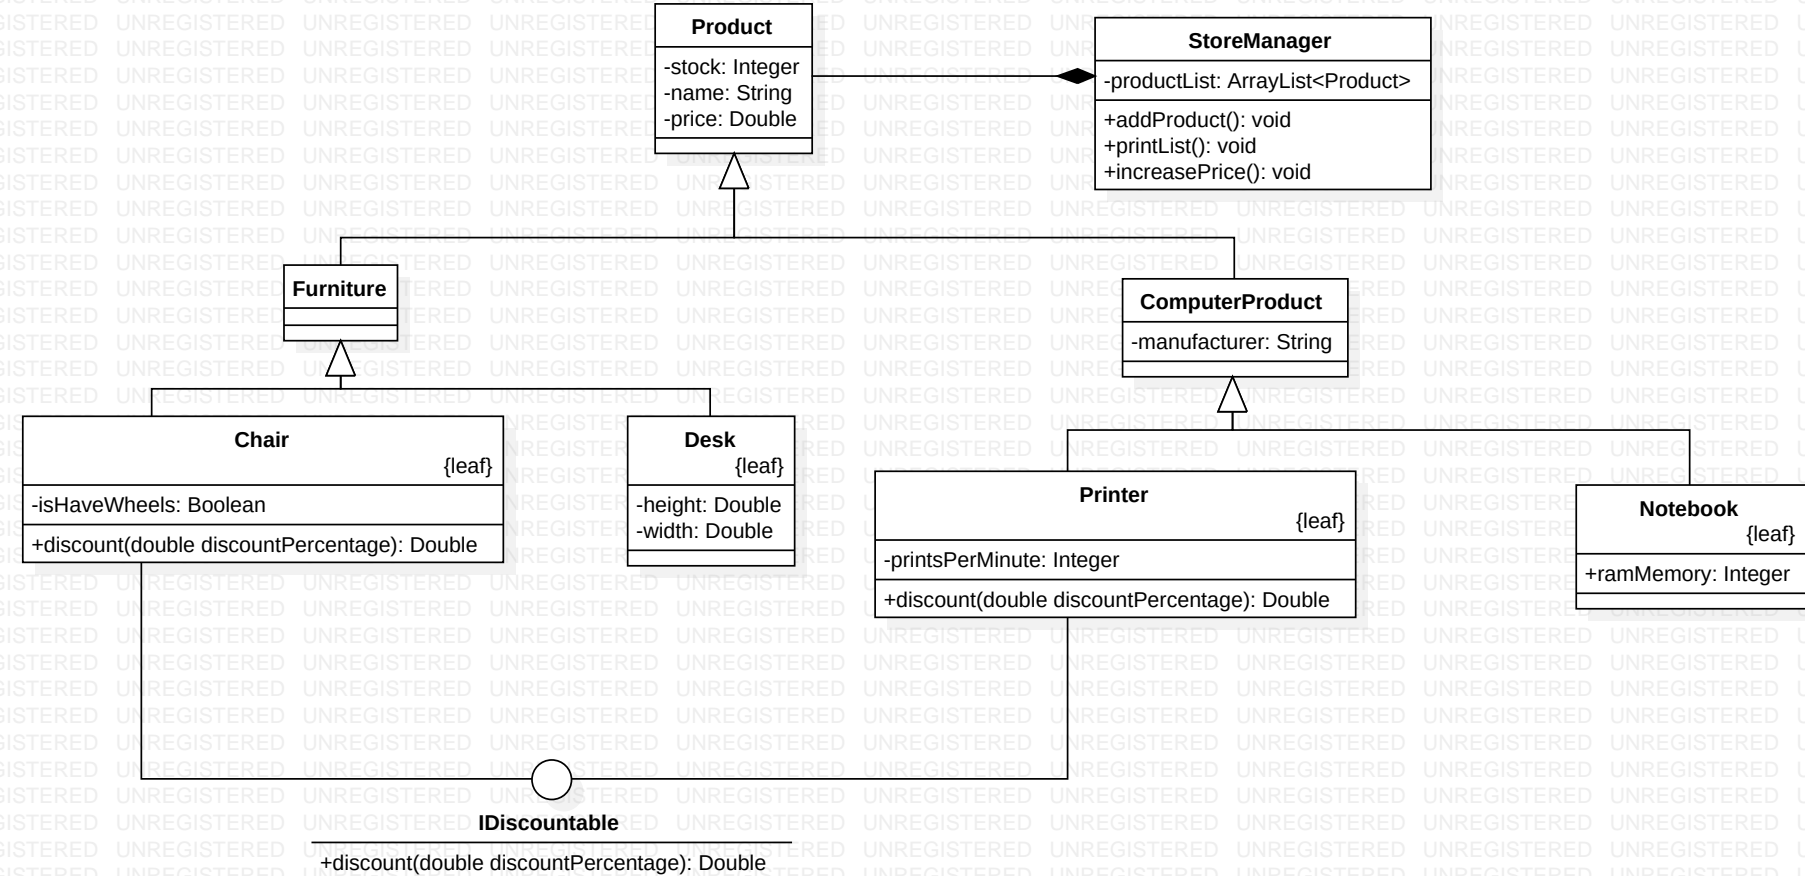 Product
-stock: Integer
-name: String
-price: Double
StoreManager
-productList: ArrayList<Product>
+addProduct(): void
+printList(): void
+increasePrice(): void
Furniture
ComputerProduct
-manufacturer: String
Chair
{leaf}
-isHaveWheels: Boolean
+discount(double discountPercentage): Double
Desk
{leaf}
-height: Double
-width: Double
Printer
{leaf}
-printsPerMinute: Integer
+discount(double discountPercentage): Double
Notebook
{leaf}
+ramMemory: Integer
IDiscountable
+discount(double discountPercentage): Double
UNREGISTERED